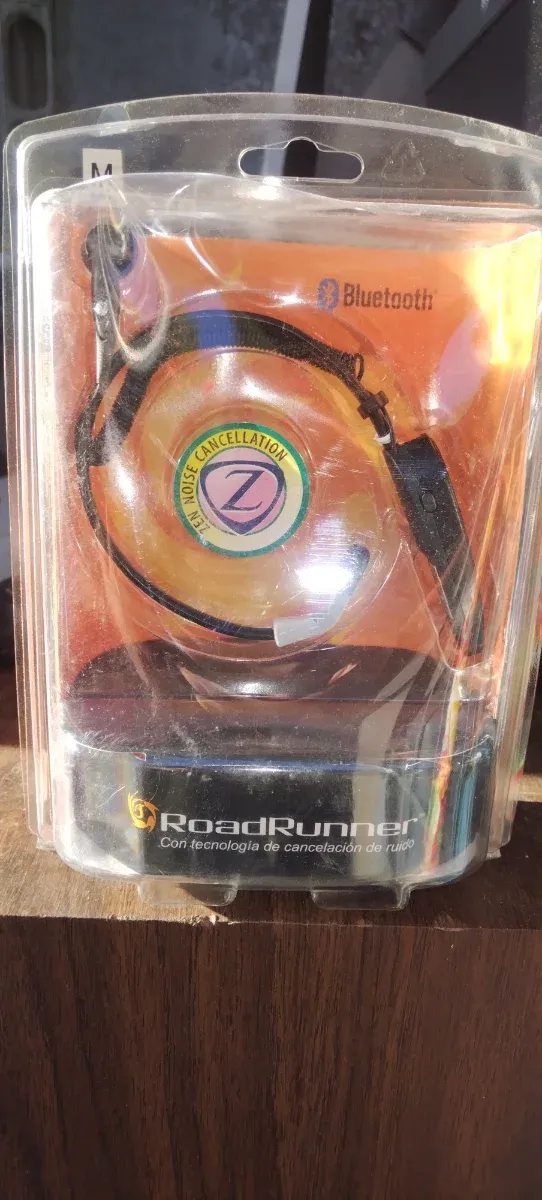 M
Bluetooth®
ZEN NOISE CANCELLATION
Z
RoadRunner
Con tecnología de cancelación de ruido